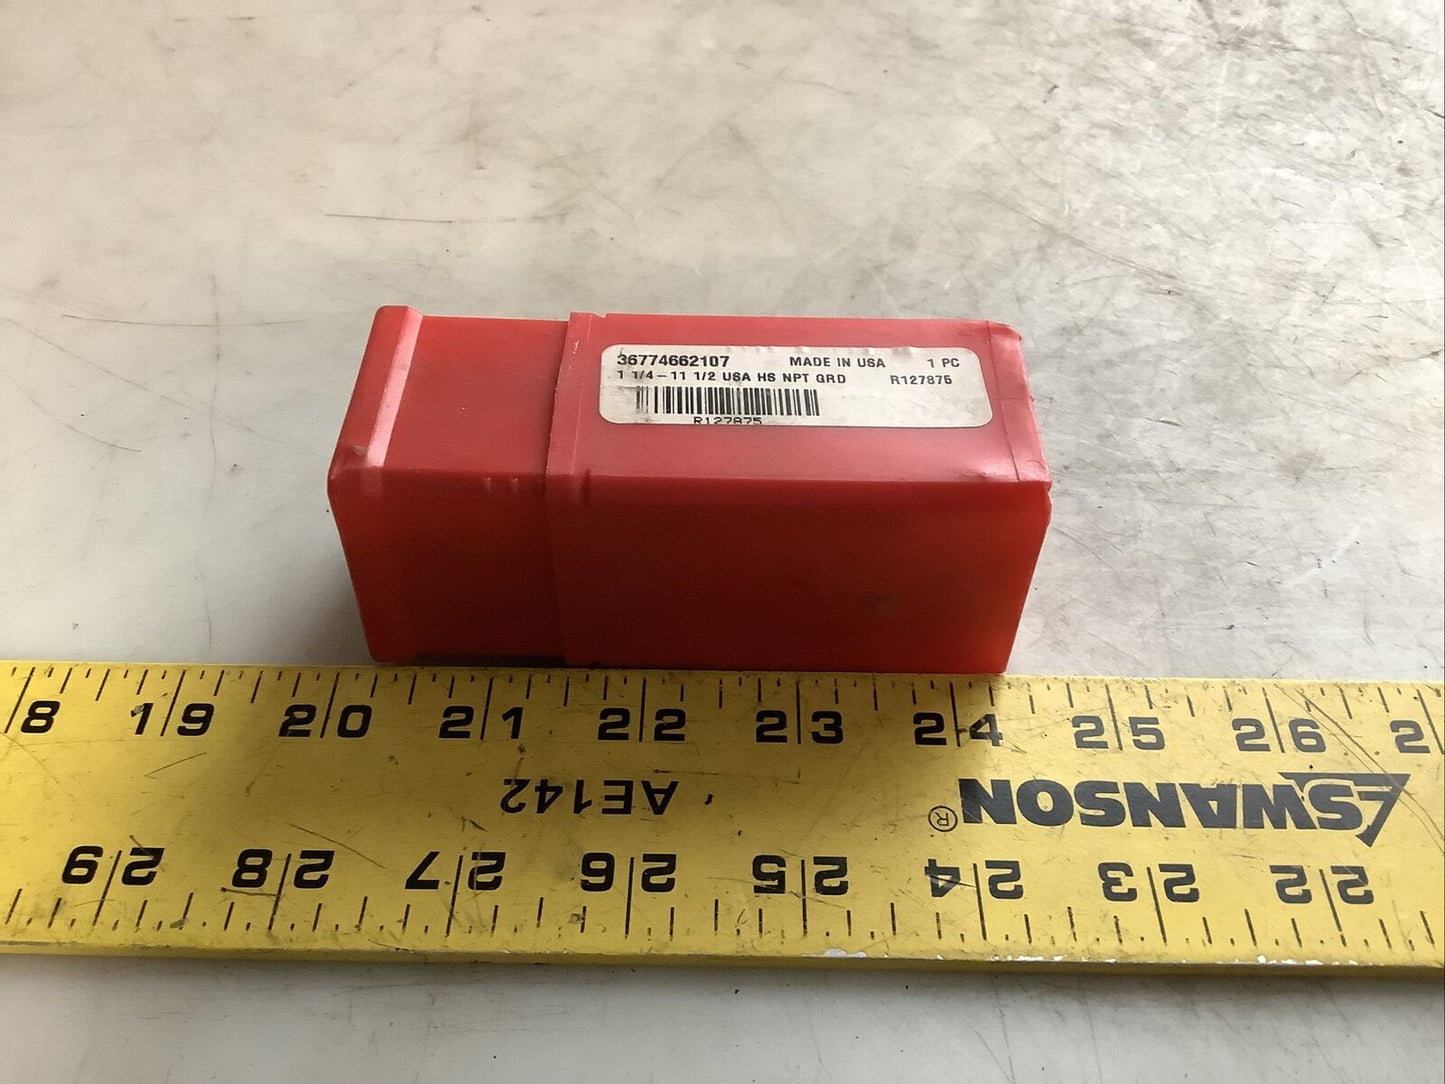 36774662107 MADE IN USA 1 PC
1 1/4-11 1/2 USA HS NPT GRD R127875
R127875
8 19 20 21 22 23 24 25 26 2
AE142 SWANSON ®
29 28 27 26 25 24 23 22